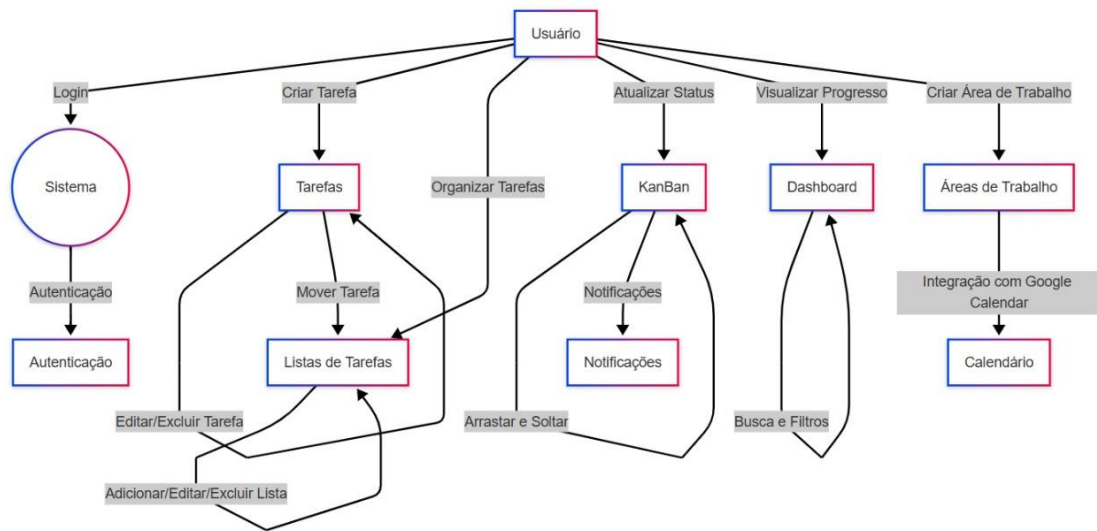 Usuário
Login
Criar Tarefa
Atualizar Status
Visualizar Progresso
Criar Área de Trabalho
Sistema
Tarefas
Organizar Tarefas
KanBan
Dashboard
Áreas de Trabalho
Autenticação
Mover Tarefa
Notificações
Integração com Google
Calendar
Autenticação
Listas de Tarefas
Notificações
Calendário
Editar/Excluir Tarefa
Arrastar e Soltar
Busca e Filtros
Adicionar/Editar/Excluir Lista